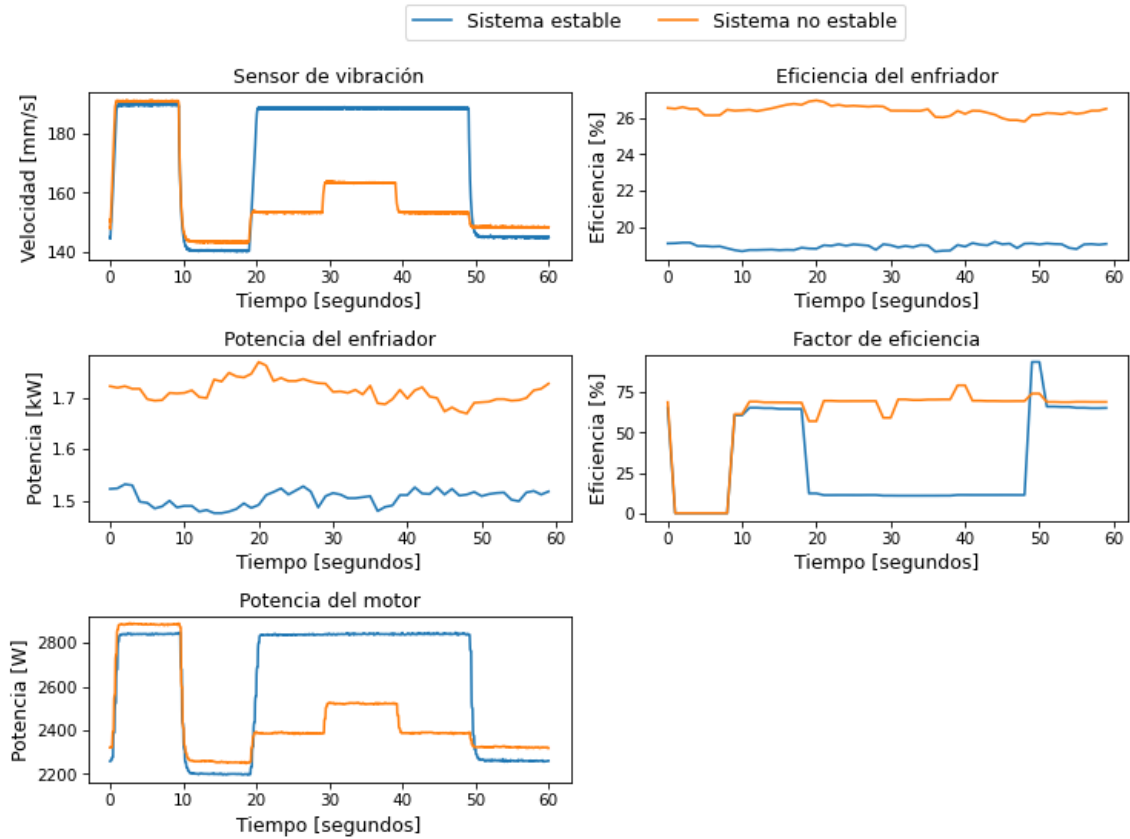 Sistema estable
Sistema no estable
Sensor de vibración
Velocidad [mm/s]
180
160
140
0 10 20 30 40 50 60
Tiempo [segundos]
Eficiencia del enfriador
Eficiencia [%]
26
24
22
20
0 10 20 30 40 50 60
Tiempo [segundos]
Potencia del enfriador
Potencia [kW]
1.7
1.6
1.5
0 10 20 30 40 50 60
Tiempo [segundos]
Factor de eficiencia
Eficiencia [%]
75
50
25
0
0 10 20 30 40 50 60
Tiempo [segundos]
Potencia del motor
Potencia [W]
2800
2600
2400
2200
0 10 20 30 40 50 60
Tiempo [segundos]